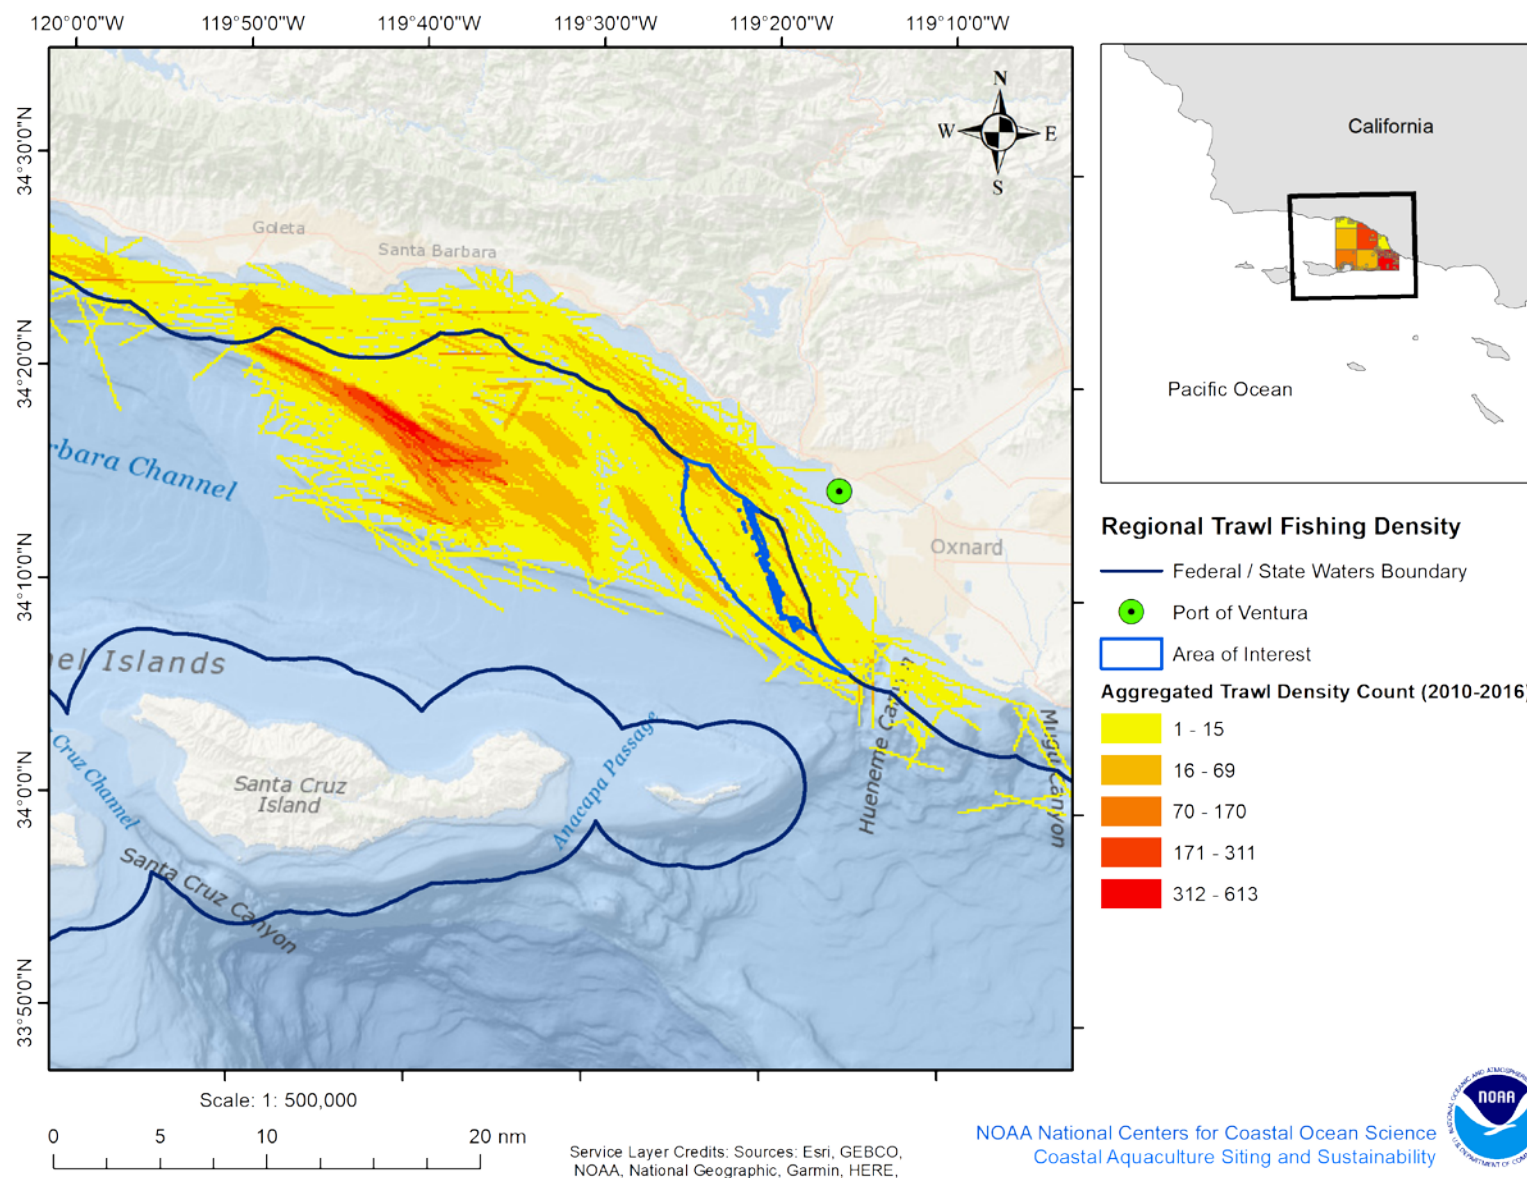 120°0'0"W 119°50'0"W 119°40'0"W 119°30'0"W 119°20'0"W 119°10'0"W
34°30'0"N
34°20'0"N
34°10'0"N
34°0'0"N
33°50'0"N
N
W E
S
Goleta
Santa Barbara
Oxnard
rbara Channel
nel Islands
Cruz Channel
Santa Cruz
Island
Anacapa Passage
Santa Cruz Canyon
Hueneme Canyon
Mugu Canyon
California
Pacific Ocean
Regional Trawl Fishing Density
Federal / State Waters Boundary
Port of Ventura
Area of Interest
Aggregated Trawl Density Count (2010-2016)
1 - 15
16 - 69
70 - 170
171 - 311
312 - 613
Scale: 1: 500,000
0 5 10 20 nm
Service Layer Credits: Sources: Esri, GEBCO,
NOAA, National Geographic, Garmin, HERE,
NOAA National Centers for Coastal Ocean Science
Coastal Aquaculture Siting and Sustainability
NOAA